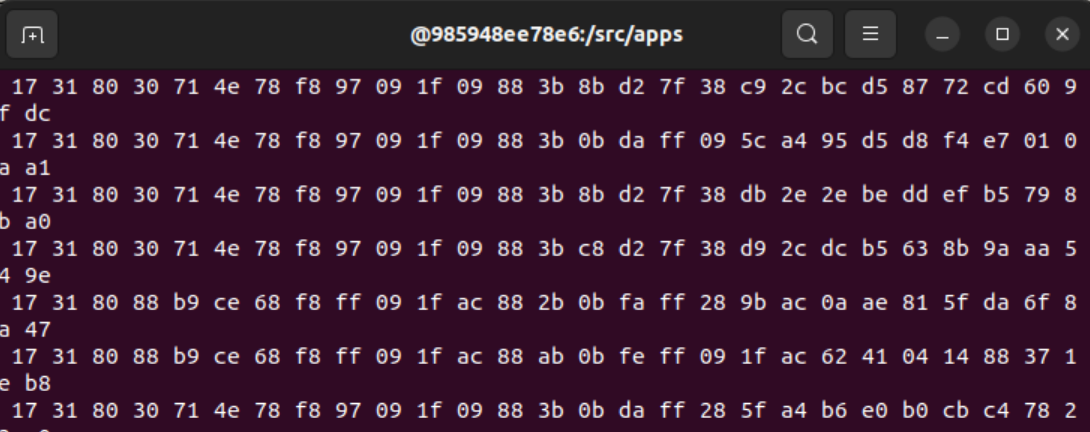 @985948ee78e6:/src/apps
17 31 80 30 71 4e 78 f8 97 09 1f 09 88 3b 8b d2 7f 38 c9 2c bc d5 87 72 cd 60 9
f dc
17 31 80 30 71 4e 78 f8 97 09 1f 09 88 3b 0b da ff 09 5c a4 95 d5 d8 f4 e7 01 0
a a1
17 31 80 30 71 4e 78 f8 97 09 1f 09 88 3b 8b d2 7f 38 db 2e 2e be dd ef b5 79 8
b a0
17 31 80 30 71 4e 78 f8 97 09 1f 09 88 3b c8 d2 7f 38 d9 2c dc b5 63 8b 9a aa 5
4 9e
17 31 80 88 b9 ce 68 f8 ff 09 1f ac 88 2b 0b fa ff 28 9b ac 0a ae 81 5f da 6f 8
a 47
17 31 80 88 b9 ce 68 f8 ff 09 1f ac 88 ab 0b fe ff 09 1f ac 62 41 04 14 88 37 1
e b8
17 31 80 30 71 4e 78 f8 97 09 1f 09 88 3b 0b da ff 28 5f a4 b6 e0 b0 cb c4 78 2